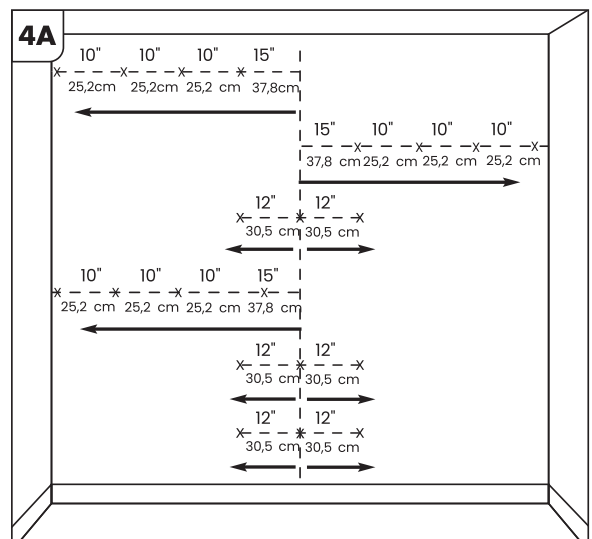 4A
10" 10" 10" 15"
25,2cm 25,2cm 25,2 cm 37,8cm
15" 10" 10" 10"
37,8 cm 25,2 cm 25,2 cm 25,2 cm
12" 12"
30,5 cm 30,5 cm
10" 10" 10" 15"
25,2 cm 25,2 cm 25,2 cm 37,8 cm
12" 12"
30,5 cm 30,5 cm
12" 12"
30,5 cm 30,5 cm